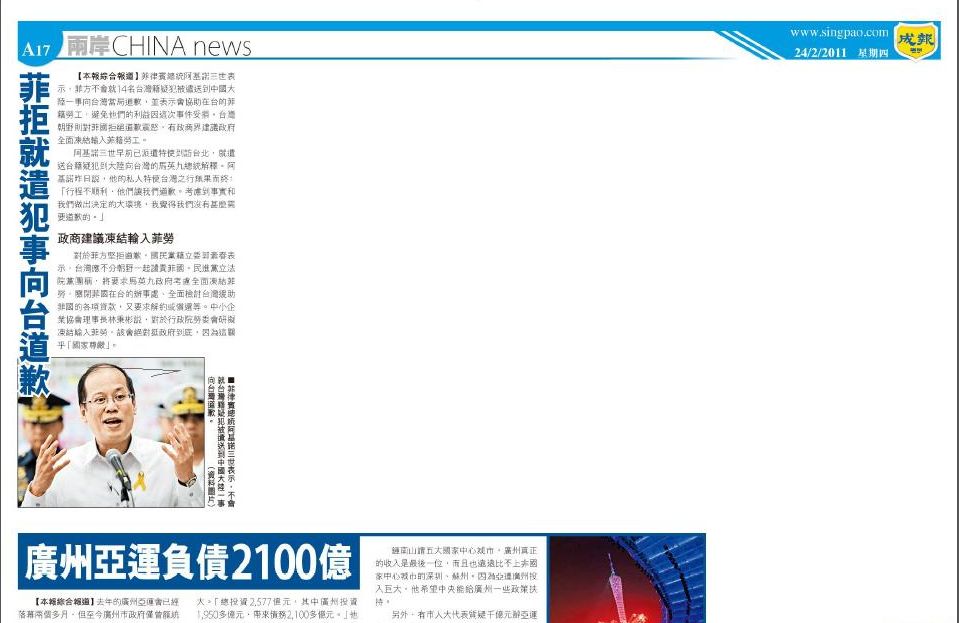 A17 兩岸 CHINA news
www.singpao.com
24/2/2011 星期四
成報
菲拒就遣犯事向台道歉
【本報綜合報道】菲律賓總統阿基諾三世表
示，菲方不會就14名台灣籍疑犯被遣送到中國大
陸一事向台灣當局道歉，並表示會協助在台的菲
籍勞工，避免他們的利益因這次事件受損。台灣
朝野則對菲國拒絕道歉震怒，有政商界建議政府
全面凍結輸入菲籍勞工。
阿基諾三世早前已派遣特使到訪台北，就遣
送台籍疑犯到大陸向台灣的馬英九總統解釋。阿
基諾昨日說，他的私人特使台灣之行無果而終：
「行程不順利，他們讓我們道歉。考慮到事實和
我們做出決定的大環境，我覺得我們沒有甚麼需
要道歉的。」
政商建議凍結輸入菲勞
對於菲方堅拒道歉，國民黨籍立委郭素春表
示，台灣應不分朝野一起譴責菲國。民進黨立法
院黨團稱，將要求馬英九政府考慮全面凍結菲
勞、關閉菲國在台的辦事處、全面檢討台灣援助
菲國的各項貸款，又要求解約或償還等。中小企
業協會理事長林秉彬說，對於行政院勞委會研擬
凍結輸入菲勞，該會絕對挺政府到底，因為這關
乎「國家尊嚴」。
■菲律賓總統阿基諾三世表示，不會
就台灣籍疑犯被遣送到中國大陸一事
向台灣道歉。 （資料圖片）
廣州亞運負債2100億
【本報綜合報道】去年的廣州亞運會已經
落幕兩個多月，但至今廣州市政府僅曾籠統
大。「總投資2,577億元，其中廣州投資
1,950多億元，帶來債務2,100多億元。」他
鍾南山謂五大國家中心城市，廣州真正
的收入是最後一位，而且也遠遠比不上非國
家中心城市的深圳、蘇州。因為亞運廣州投
入巨大，他希望中央能給廣州一些政策扶
持。
另外，有市人大代表質疑千億元辦亞運